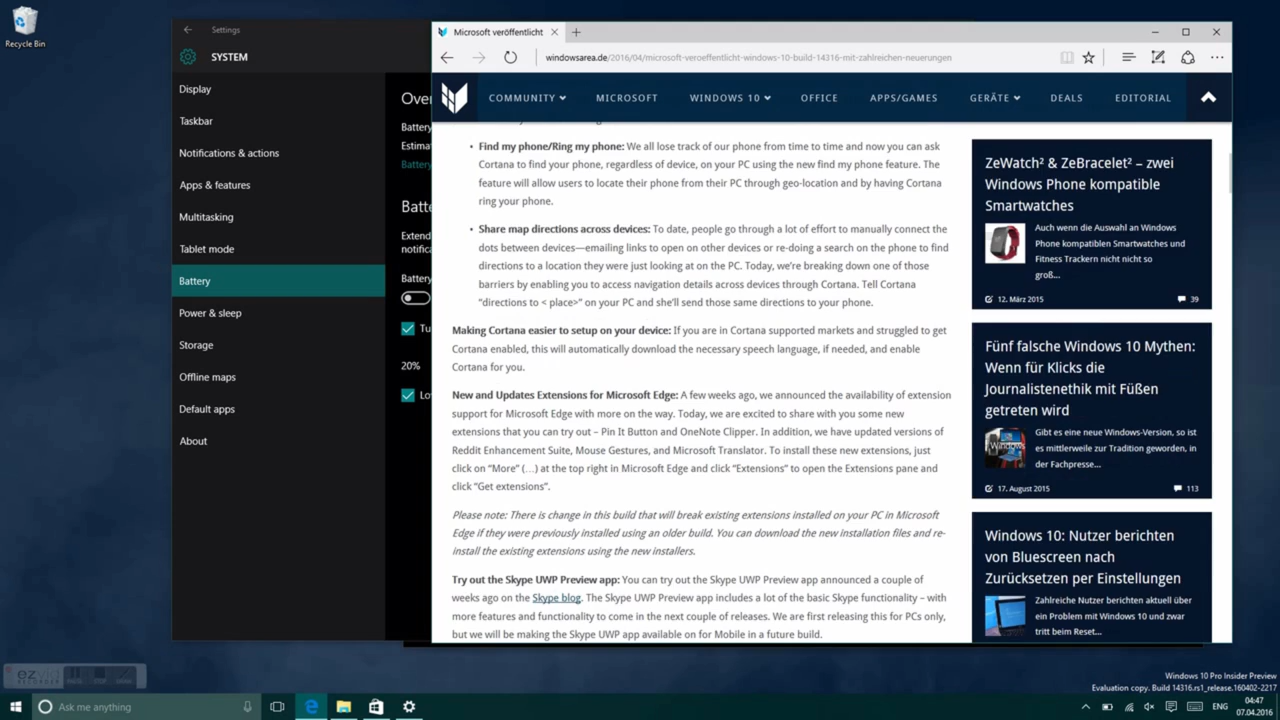 Recycle Bin
Settings
SYSTEM
Display
Taskbar
Notifications & actions
Apps & features
Multitasking
Tablet mode
Battery
Power & sleep
Storage
Offline maps
Default apps
About
Battery
Battery
20%
Microsoft veröffentlicht
windowsarea.de/2016/04/microsoft-veroeffentlicht-windows-10-build-14316-mit-zahlreichen-neuerungen
COMMUNITY
MICROSOFT
WINDOWS 10
OFFICE
APPS/GAMES
GERÄTE
DEALS
EDITORIAL
• Find my phone/Ring my phone: We all lose track of our phone from time to time and now you can ask
Cortana to find your phone, regardless of device, on your PC using the new find my phone feature. The
feature will allow users to locate their phone from their PC through geo-location and by having Cortana
ring your phone.
• Share map directions across devices: To date, people go through a lot of effort to manually connect the
dots between devices—emailing links to open on other devices or re-doing a search on the phone to find
directions to a location they were just looking at on the PC. Today, we're breaking down one of those
barriers by enabling you to access navigation details across devices through Cortana. Tell Cortana
"directions to < place>" on your PC and she'll send those same directions to your phone.
Making Cortana easier to setup on your device: If you are in Cortana supported markets and struggled to get
Cortana enabled, this will automatically download the necessary speech language, if needed, and enable
Cortana for you.
New and Updates Extensions for Microsoft Edge: A few weeks ago, we announced the availability of extension
support for Microsoft Edge with more on the way. Today, we are excited to share with you some new
extensions that you can try out – Pin It Button and OneNote Clipper. In addition, we have updated versions of
Reddit Enhancement Suite, Mouse Gestures, and Microsoft Translator. To install these new extensions, just
click on "More" (…) at the top right in Microsoft Edge and click "Extensions" to open the Extensions pane and
click "Get extensions".
Please note: There is change in this build that will break existing extensions installed on your PC in Microsoft
Edge if they were previously installed using an older build. You can download the new installation files and re-
install the existing extensions using the new installers.
Try out the Skype UWP Preview app: You can try out the Skype UWP Preview app announced a couple of
weeks ago on the Skype blog. The Skype UWP Preview app includes a lot of the basic Skype functionality – with
more features and functionality to come in the next couple of releases. We are first releasing this for PCs only,
but we will be making the Skype UWP app available on for Mobile in a future build.
ZeWatch² & ZeBracelet² – zwei
Windows Phone kompatible
Smartwatches
Auch wenn die Auswahl an Windows
Phone kompatiblen Smartwatches und
Fitness Trackern nicht nicht so
groß...
12. März 2015
39
Fünf falsche Windows 10 Mythen:
Wenn für Klicks die
Journalistenethik mit Füßen
getreten wird
Gibt es eine neue Windows-Version, so ist
es mittlerweile zur Tradition geworden, in
der Fachpresse...
17. August 2015
113
Windows 10: Nutzer berichten
von Bluescreen nach
Zurücksetzen per Einstellungen
Zahlreiche Nutzer berichten aktuell über
ein Problem mit Windows 10 und zwar
tritt beim Reset...
ezvid
RECORDER
Windows 10 Pro Insider Preview
Evaluation copy. Build 14316.rs1_release.160402-2217
Ask me anything
ENG
04:47
07.04.2016